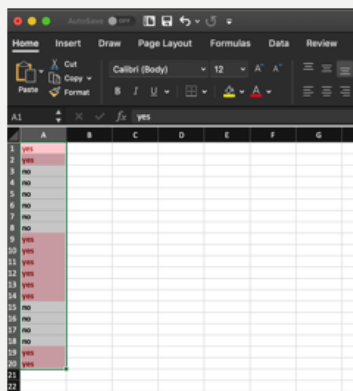 AutoSave OFF
Home Insert Draw Page Layout Formulas Data Review
Paste Cut Calibri (Body) 12 A^ A˅
Copy
Format B I U A
A1 fx yes
A B C D E F G
1 yes
2 yes
3 no
4 no
5 no
6 no
7 no
8 no
9 yes
10 yes
11 yes
12 yes
13 yes
14 yes
15 no
16 no
17 no
18 no
19 yes
20 yes
21
22